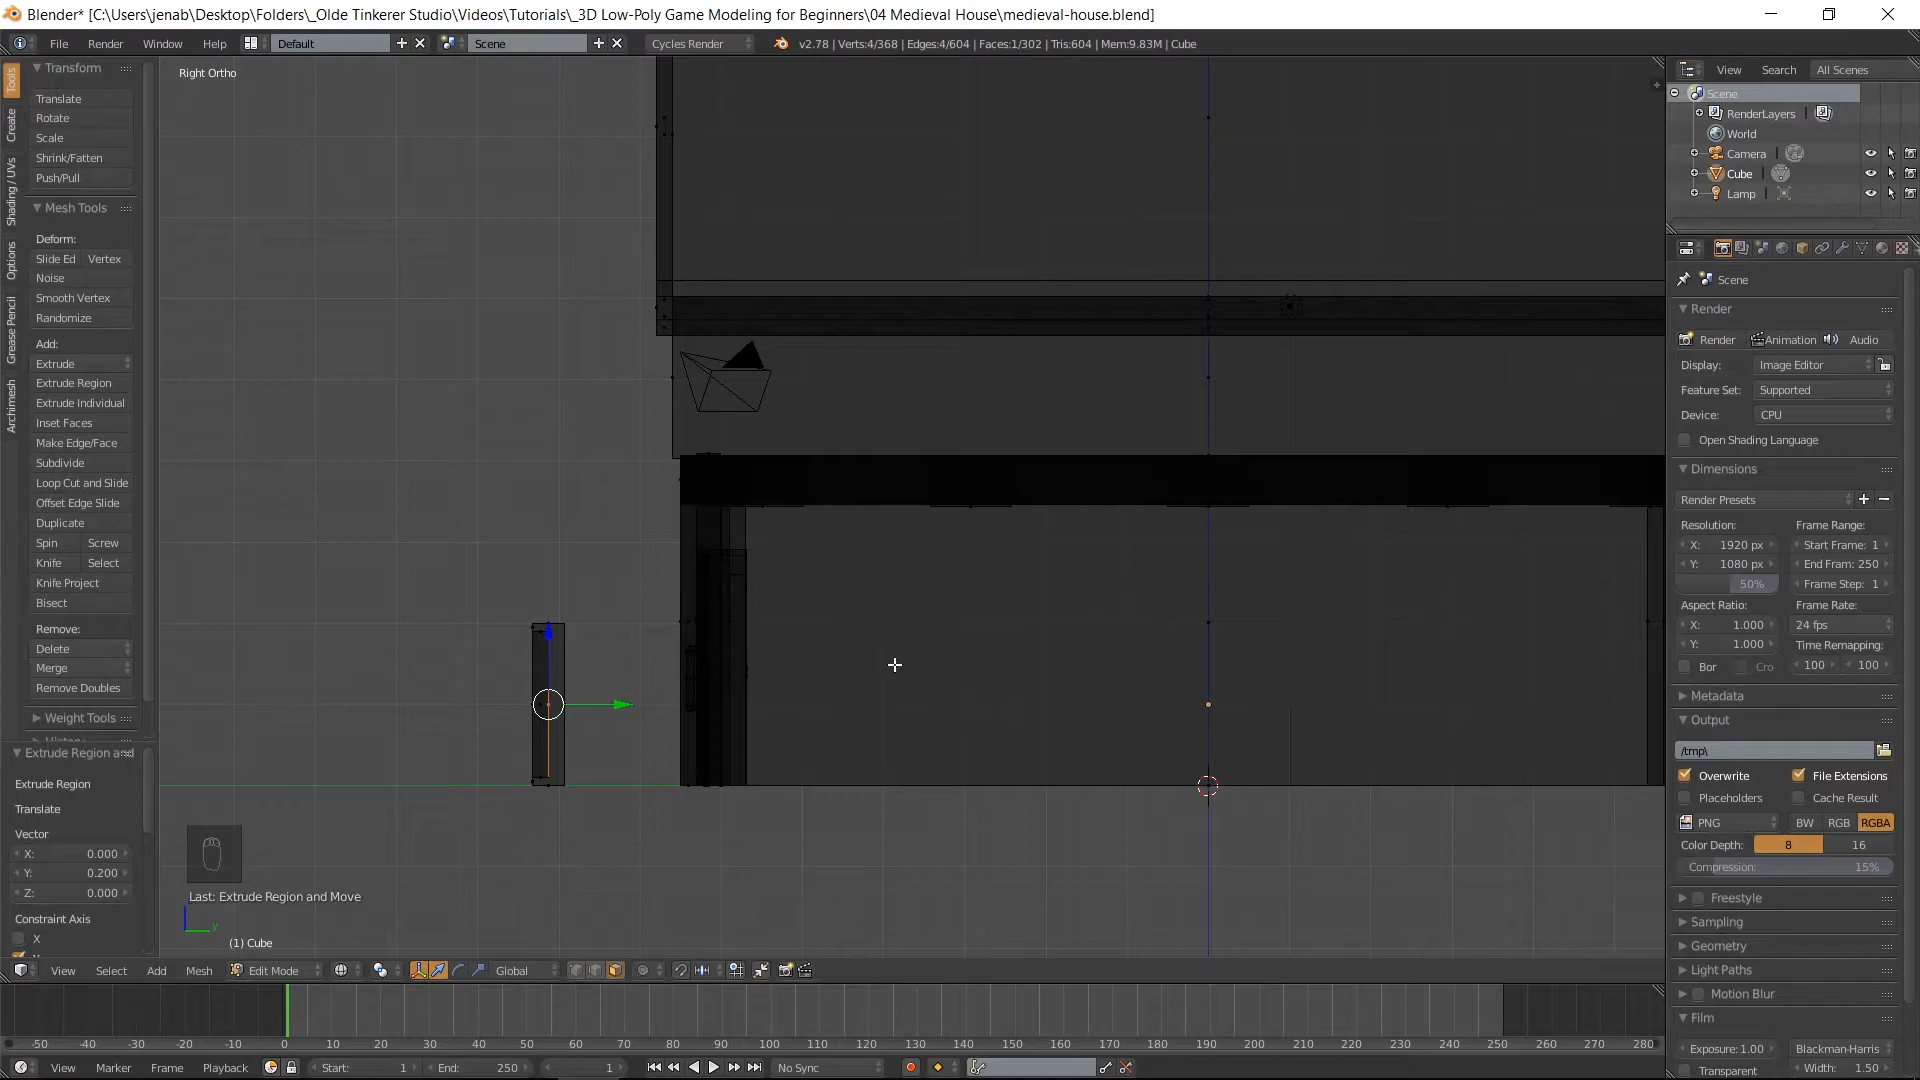 Blender* [C:\Users\jenab\Desktop\Folders\_Olde Tinkerer Studio\Videos\Tutorials\_3D Low-Poly Game Modeling for Beginners\04 Medieval House\medieval-house.blend]
File Render Window Help Default Scene Cycles Render v2.78 | Verts:4/368 | Edges:4/604 | Faces:1/302 | Tris:604 | Mem:9.83M | Cube
Tools
Create
Shading / UVs
Options
Grease Pencil
Archimesh
Transform
Translate
Rotate
Scale
Shrink/Fatten
Push/Pull
Mesh Tools
Deform:
Slide Ed Vertex
Noise
Smooth Vertex
Randomize
Add:
Extrude
Extrude Region
Extrude Individual
Inset Faces
Make Edge/Face
Subdivide
Loop Cut and Slide
Offset Edge Slide
Duplicate
Spin Screw
Knife Select
Knife Project
Bisect
Remove:
Delete
Merge
Remove Doubles
Weight Tools
Extrude Region and
Extrude Region
Translate
Vector
X: 0.000
Y: 0.200
Z: 0.000
Constraint Axis
X
Right Ortho
Last: Extrude Region and Move
y
(1) Cube
View Select Add Mesh Edit Mode Global
-50 -40 -30 -20 -10 0 10 20 30 40 50 60 70 80 90 100 110 120 130 140 150 160 170 180 190 200 210 220 230 240 250 260 270 280
View Marker Frame Playback Start: 1 End: 250 1 No Sync
View Search All Scenes
Scene
RenderLayers |
World
Camera |
Cube |
Lamp |
Scene
Render
Render Animation Audio
Display: Image Editor
Feature Set: Supported
Device: CPU
Open Shading Language
Dimensions
Render Presets
Resolution: Frame Range:
X: 1920 px Start Frame: 1
Y: 1080 px End Fram: 250
50% Frame Step: 1
Aspect Ratio: Frame Rate:
X: 1.000 24 fps
Y: 1.000 Time Remapping:
Bor Cro 100 100
Metadata
Output
/tmp\
Overwrite File Extensions
Placeholders Cache Result
PNG BW RGB RGBA
Color Depth: 8 16
Compression: 15%
Freestyle
Sampling
Geometry
Light Paths
Motion Blur
Film
Exposure: 1.00 Blackman-Harris
Transparent Width: 1.50